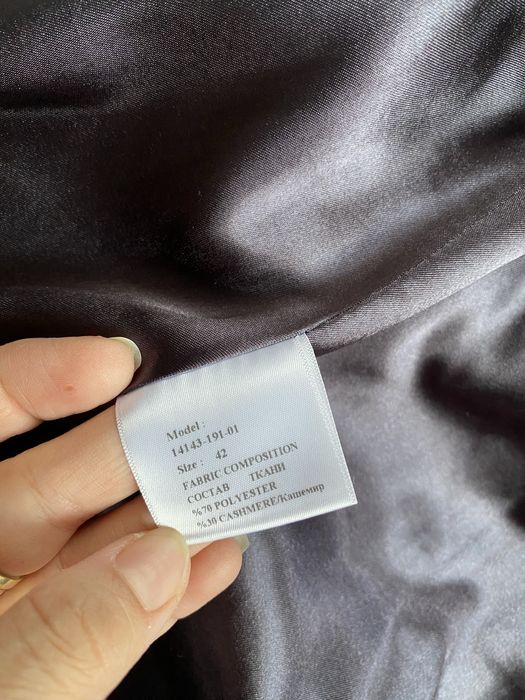 Model :
14143-191-01
Size : 42
FABRIC COMPOSITION
СОСТАВ ТКАНИ
%70 POLYESTER
%30 CASHMERE/Кашемир